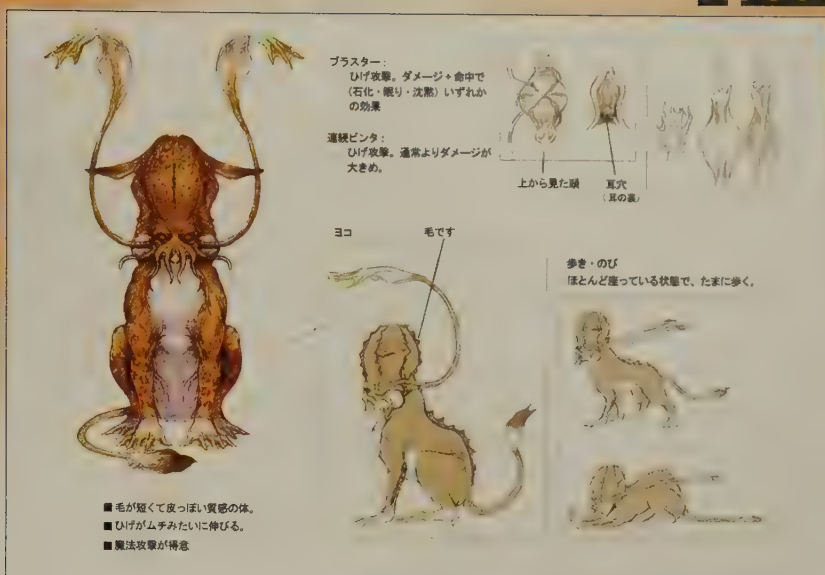 ブラスター:
ひげ攻撃。ダメージ+命中で
(石化・眠り・沈黙)いずれか
の効果
連続ビンタ:
ひげ攻撃。通常よりダメージが
大きめ。
上から見た頭
耳穴
(耳の裏)
ヨコ
毛です
歩き・のび
ほとんど座っている状態で、たまに歩く。
■毛が短くて皮っぽい質感の体。
■ひげがムチみたいに伸びる。
■魔法攻撃が得意